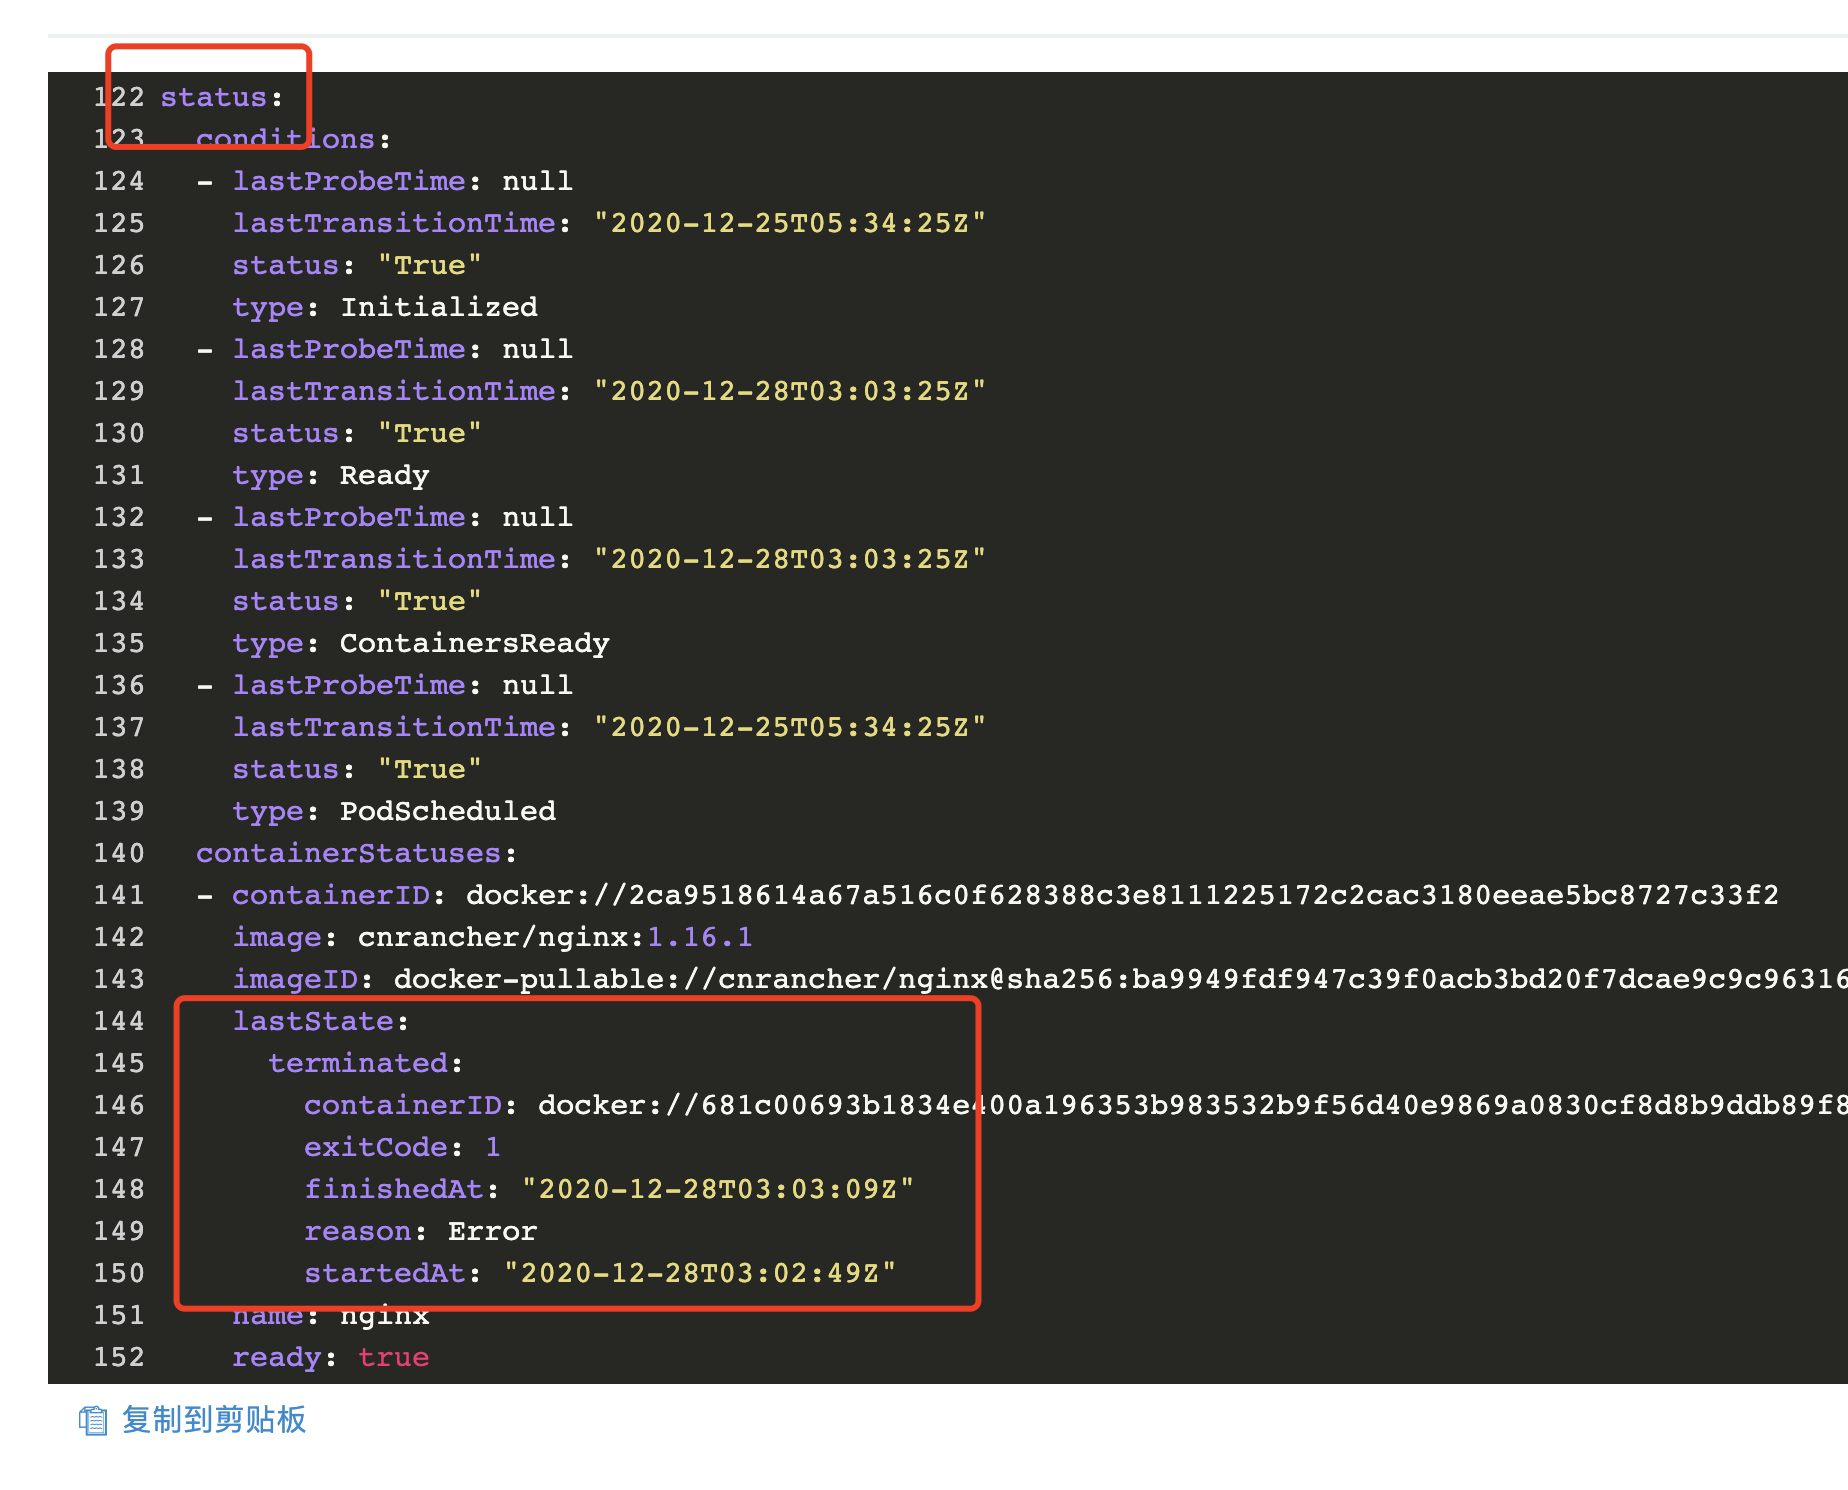 122 status:
123   conditions:
124   - lastProbeTime: null
125     lastTransitionTime: "2020-12-25T05:34:25Z"
126     status: "True"
127     type: Initialized
128   - lastProbeTime: null
129     lastTransitionTime: "2020-12-28T03:03:25Z"
130     status: "True"
131     type: Ready
132   - lastProbeTime: null
133     lastTransitionTime: "2020-12-28T03:03:25Z"
134     status: "True"
135     type: ContainersReady
136   - lastProbeTime: null
137     lastTransitionTime: "2020-12-25T05:34:25Z"
138     status: "True"
139     type: PodScheduled
140   containerStatuses:
141   - containerID: docker://2ca9518614a67a516c0f628388c3e8111225172c2cac3180eeae5bc8727c33f2
142     image: cnrancher/nginx:1.16.1
143     imageID: docker-pullable://cnrancher/nginx@sha256:ba9949fdf947c39f0acb3bd20f7dcae9c9c96316
144     lastState:
145       terminated:
146         containerID: docker://681c00693b1834e400a196353b983532b9f56d40e9869a0830cf8d8b9ddb89f8
147         exitCode: 1
148         finishedAt: "2020-12-28T03:03:09Z"
149         reason: Error
150         startedAt: "2020-12-28T03:02:49Z"
151     name: nginx
152     ready: true
复制到剪贴板